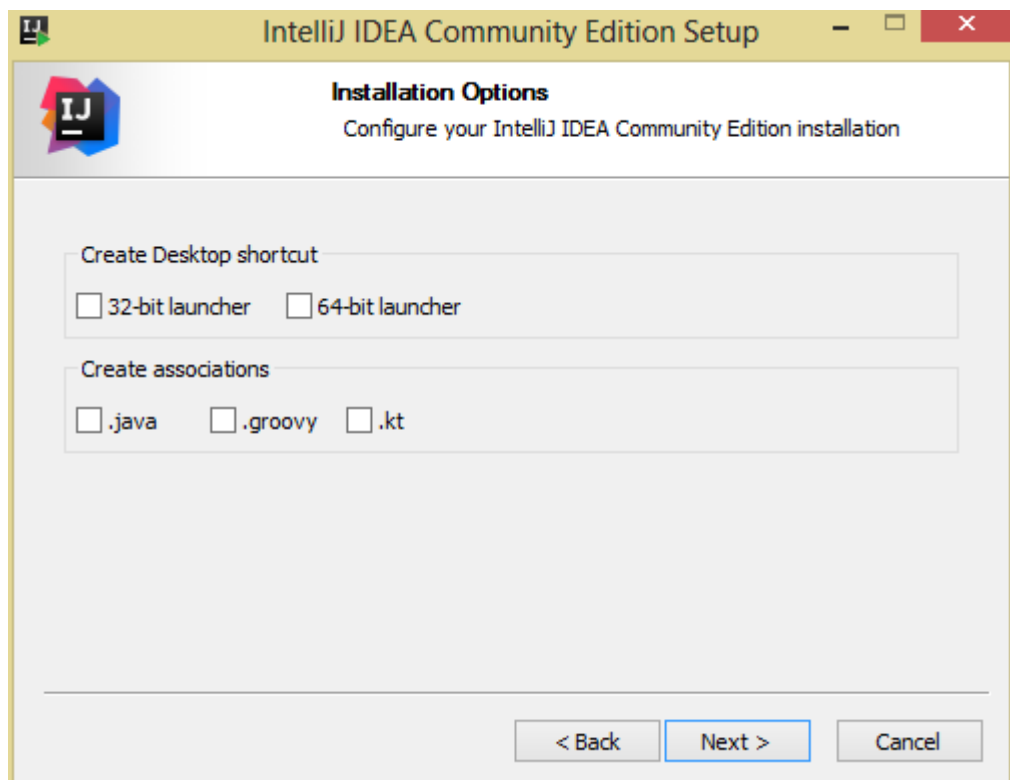 IntelliJ IDEA Community Edition Setup
IJ
Installation Options
Configure your IntelliJ IDEA Community Edition installation
Create Desktop shortcut
32-bit launcher 64-bit launcher
Create associations
.java .groovy .kt
< Back Next > Cancel